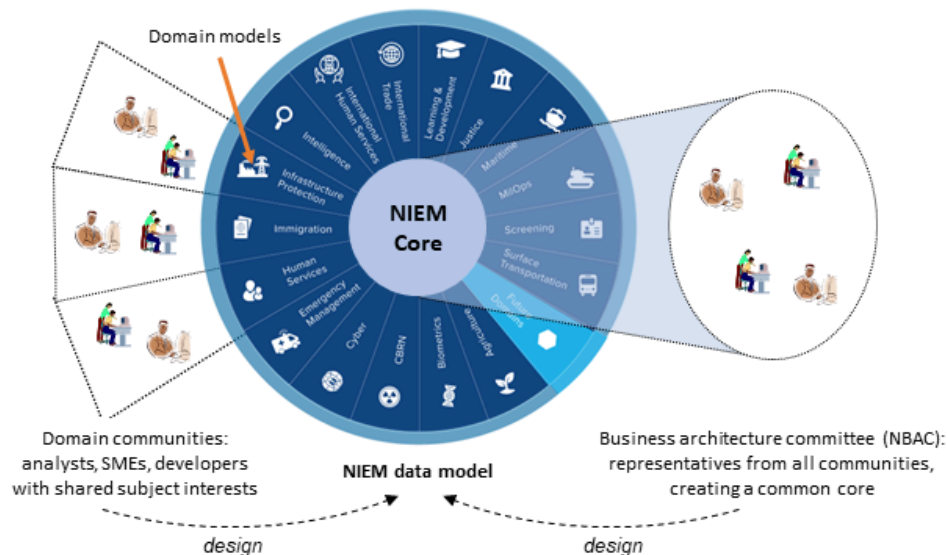 Domain models
International
Human Services
International
Trade
Learning &
Development
Justice
Maritime
MilOps
Screening
Surface
Transportation
Future
Domains
Agriculture
Biometrics
CBRN
Cyber
Emergency
Management
Human
Services
Immigration
Infrastructure
Protection
Intelligence
NIEM
Core
Domain communities:
analysts, SMEs, developers
with shared subject interests
NIEM data model
Business architecture committee (NBAC):
representatives from all communities,
creating a common core
design
design